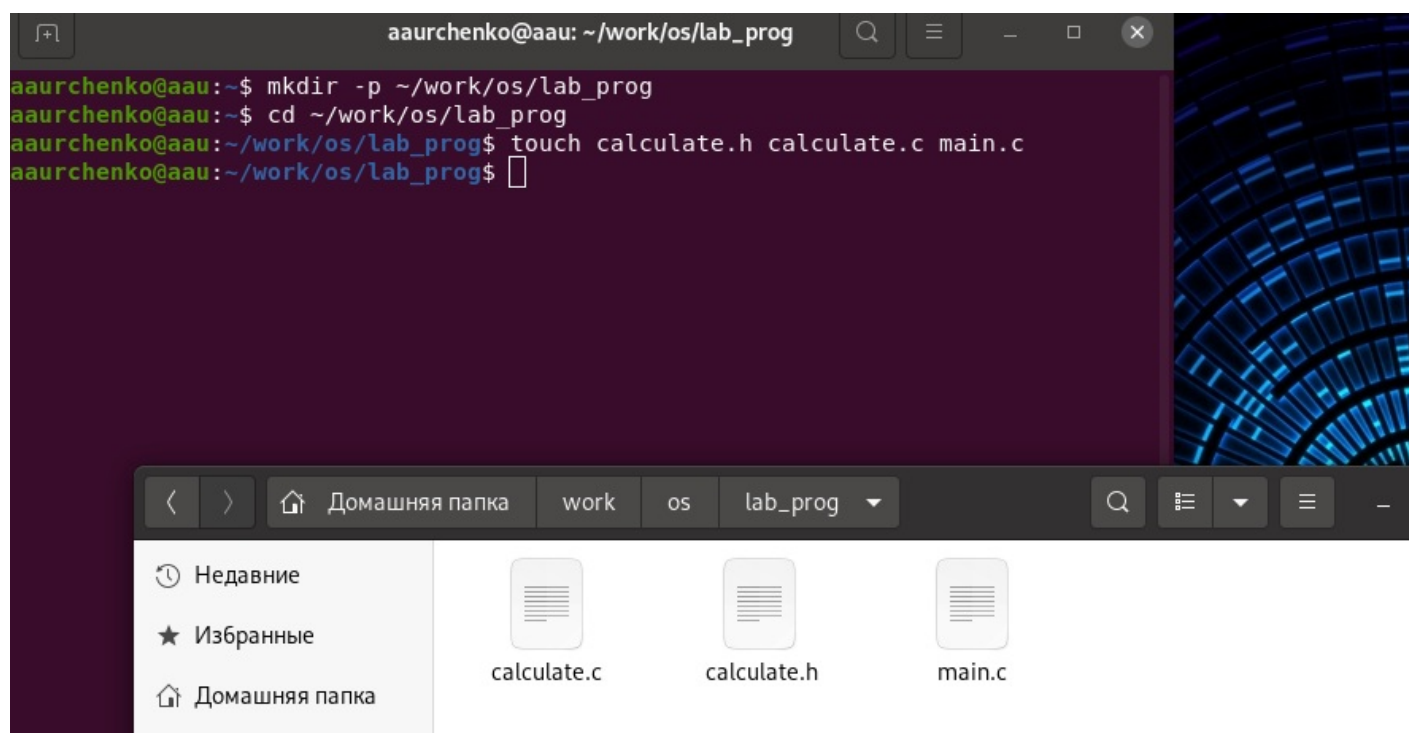 aaurchenko@aau: ~/work/os/lab_prog
aaurchenko@aau:~$ mkdir -p ~/work/os/lab_prog
aaurchenko@aau:~$ cd ~/work/os/lab_prog
aaurchenko@aau:~/work/os/lab_prog$ touch calculate.h calculate.c main.c
aaurchenko@aau:~/work/os/lab_prog$
Домашняя папка work os lab_prog
Недавние
Избранные
Домашняя папка
calculate.c calculate.h main.c